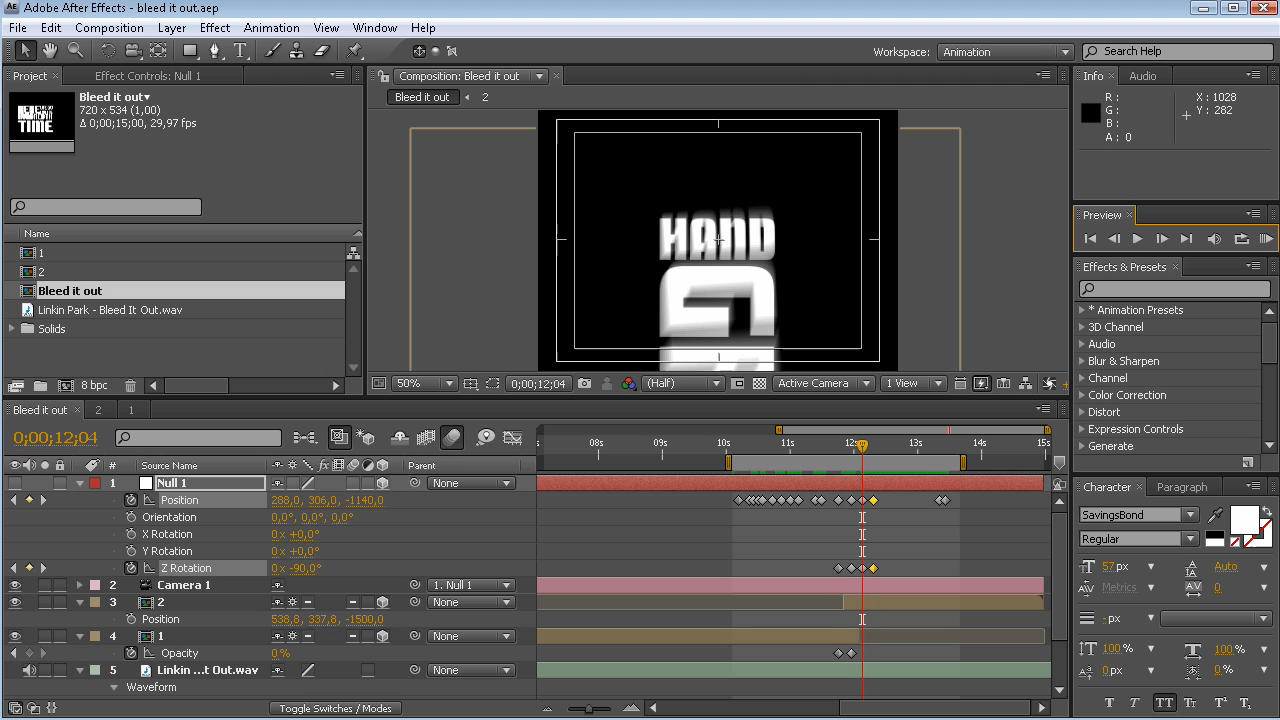 Adobe After Effects - bleed it out.aep
File Edit Composition Layer Effect Animation View Window Help
Workspace: Animation Search Help
Project Effect Controls: Null 1
Bleed it out
720 x 534 (1,00)
Δ 0;00;15;00, 29,97 fps
TIME
Name
1
2
Bleed it out
Linkin Park - Bleed It Out.wav
Solids
8 bpc
Composition: Bleed it out
Bleed it out 2
HAND
50% 0;00;12;04 (Half) Active Camera 1 View
Info Audio
R : X : 1028
G : Y : 282
B :
A : 0
Preview
Effects & Presets
* Animation Presets
3D Channel
Audio
Blur & Sharpen
Channel
Color Correction
Distort
Expression Controls
Generate
Character Paragraph
SavingsBond
Regular
57 px Auto
Metrics 0
- px
100 % 100 %
0 px 0 %
T T TT Tt T¹ T₁
Bleed it out 2 1
0;00;12;04
08s 09s 10s 11s 12s 13s 14s 15s
# Source Name Parent
1 Null 1 None
Position 288,0, 306,0, -1140,0
Orientation 0,0°, 0,0°, 0,0°
X Rotation 0 x +0,0°
Y Rotation 0 x +0,0°
Z Rotation 0 x -90,0°
2 Camera 1 1. Null 1
3 2 None
Position 538,8, 337,8, -1500,0
4 1 None
Opacity 0 %
5 Linkin ...t Out.wav None
Waveform
Toggle Switches / Modes